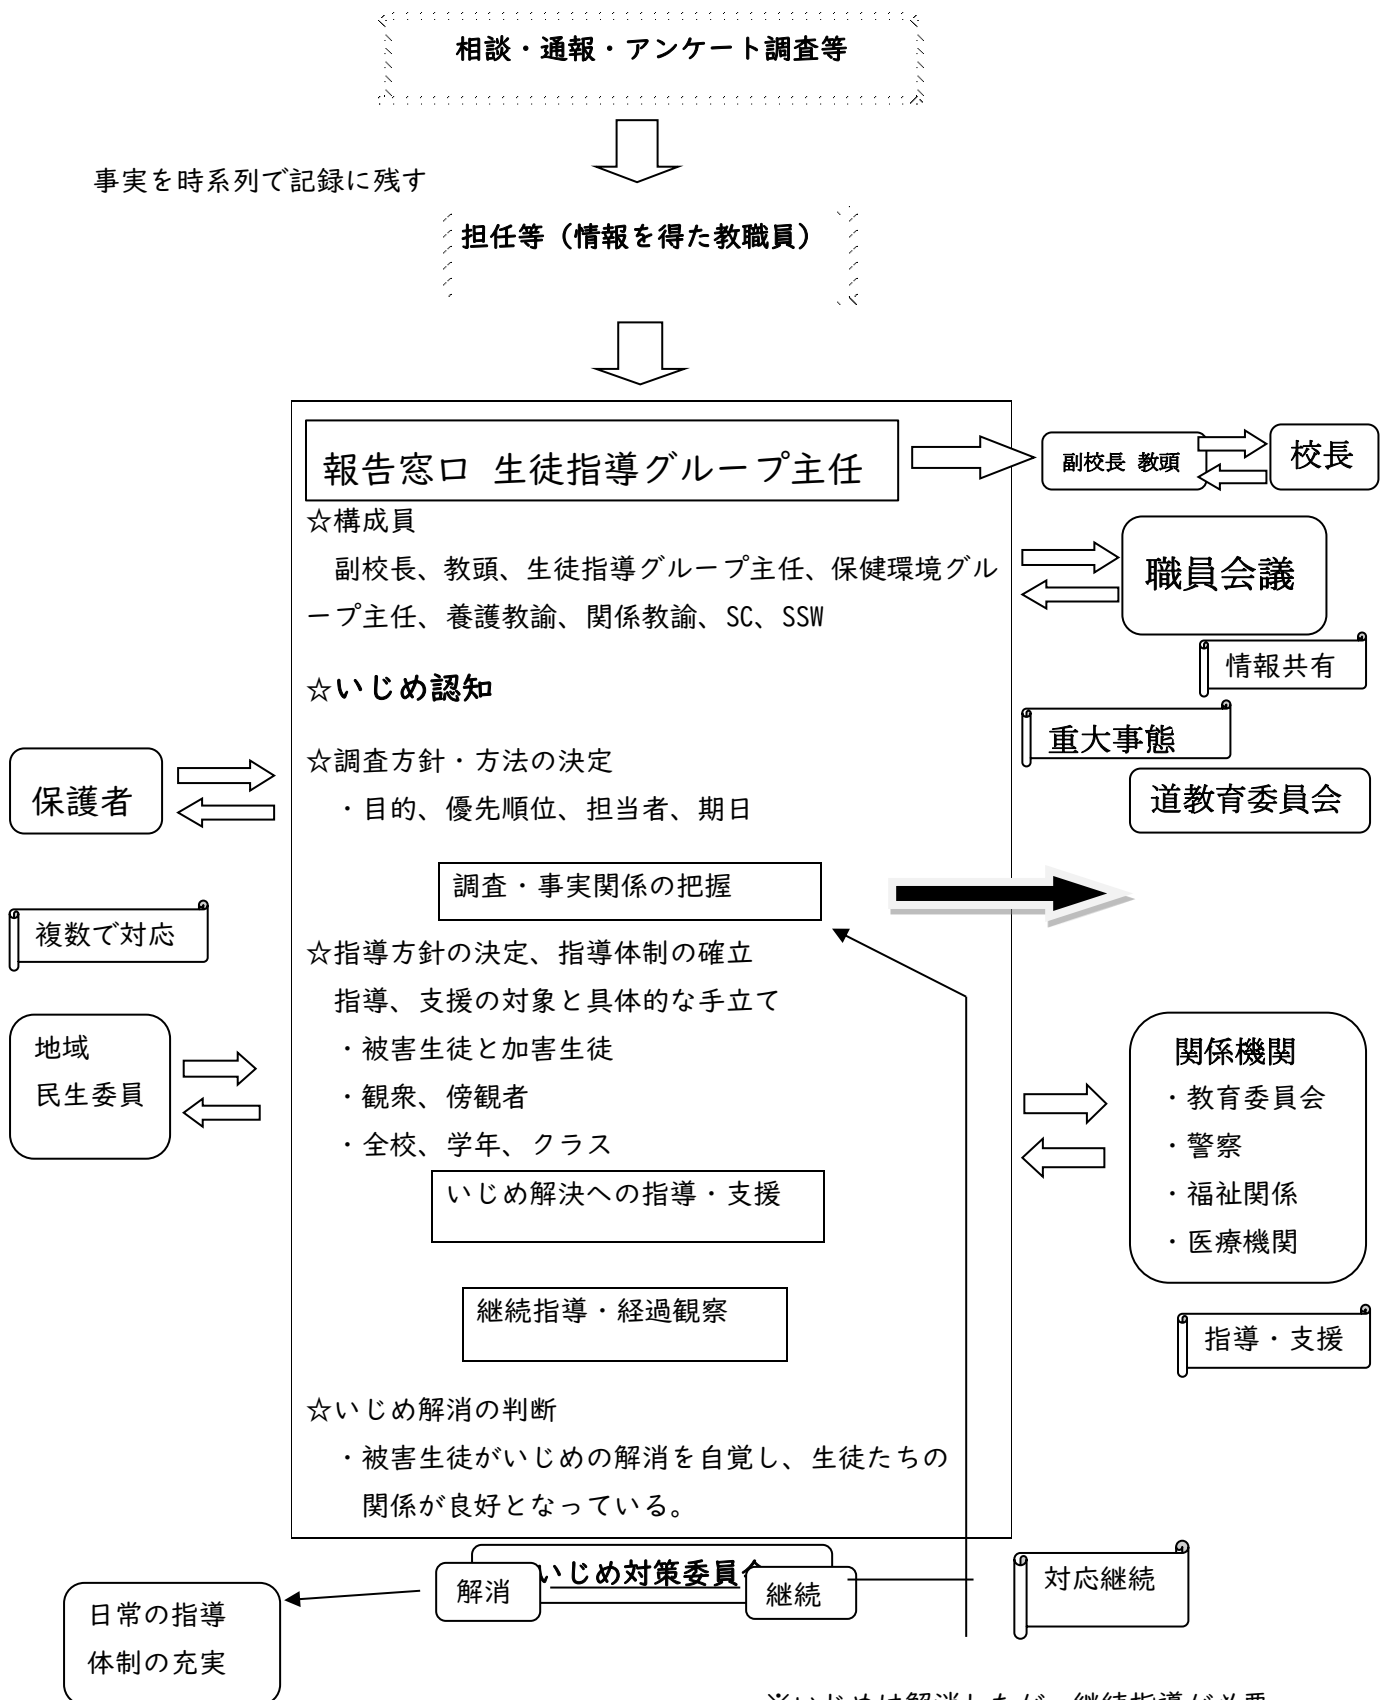 相談・通報・アンケート調査等
事実を時系列で記録に残す
担任等（情報を得た教職員）
報告窓口 生徒指導グループ主任
副校長 教頭
校長
☆構成員
副校長、教頭、生徒指導グループ主任、保健環境グル
ープ主任、養護教諭、関係教諭、SC、SSW
職員会議
情報共有
☆いじめ認知
重大事態
☆調査方針・方法の決定
・目的、優先順位、担当者、期日
保護者
道教育委員会
調査・事実関係の把握
複数で対応
☆指導方針の決定、指導体制の確立
指導、支援の対象と具体的な手立て
・被害生徒と加害生徒
・観衆、傍観者
・全校、学年、クラス
地域
民生委員
関係機関
・教育委員会
・警察
・福祉関係
・医療機関
いじめ解決への指導・支援
継続指導・経過観察
指導・支援
☆いじめ解消の判断
・被害生徒がいじめの解消を自覚し、生徒たちの
関係が良好となっている。
いじめ対策委員
解消
継続
対応継続
日常の指導
体制の充実
※いじめは解消したが、継続指導が必要